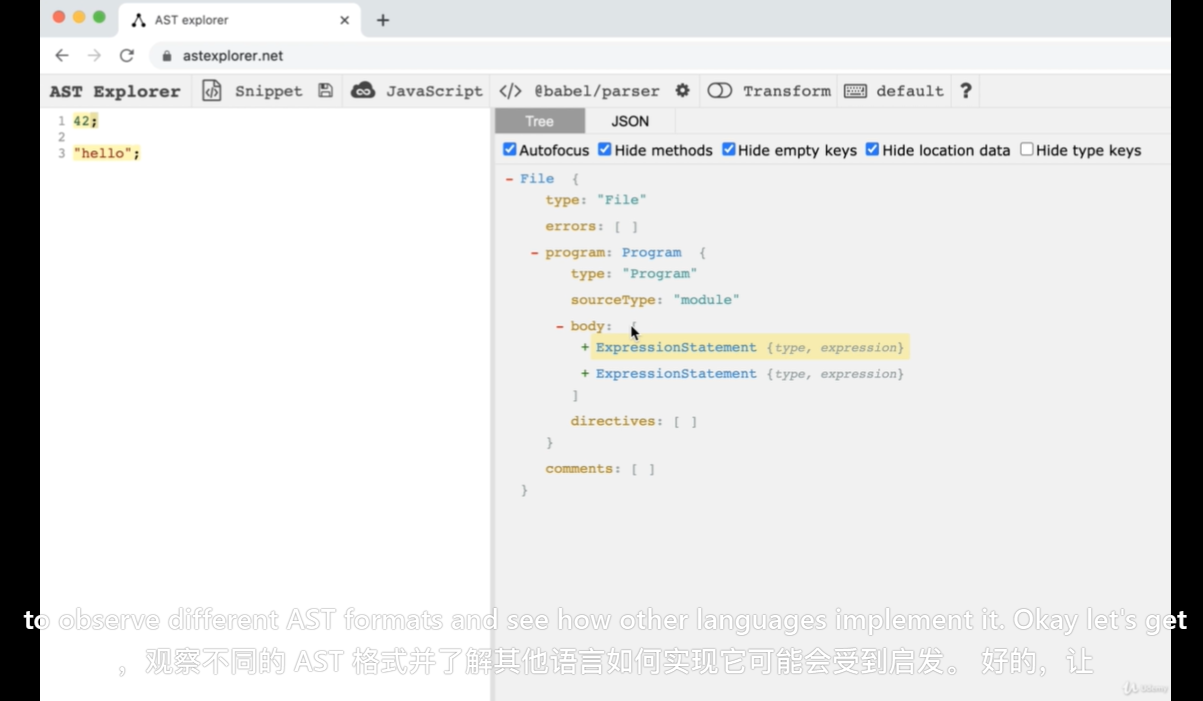 AST explorer
astexplorer.net
AST Explorer Snippet JavaScript </> @babel/parser Transform default ?
1 42;
2
3 "hello";
Tree JSON
Autofocus Hide methods Hide empty keys Hide location data Hide type keys
- File {
type: "File"
errors: [ ]
- program: Program {
type: "Program"
sourceType: "module"
- body: [
+ ExpressionStatement {type, expression}
+ ExpressionStatement {type, expression}
]
directives: [ ]
}
comments: [ ]
}
to observe different AST formats and see how other languages implement it. Okay let's get
，观察不同的 AST 格式并了解其他语言如何实现它可能会受到启发。 好的，让
Udemy